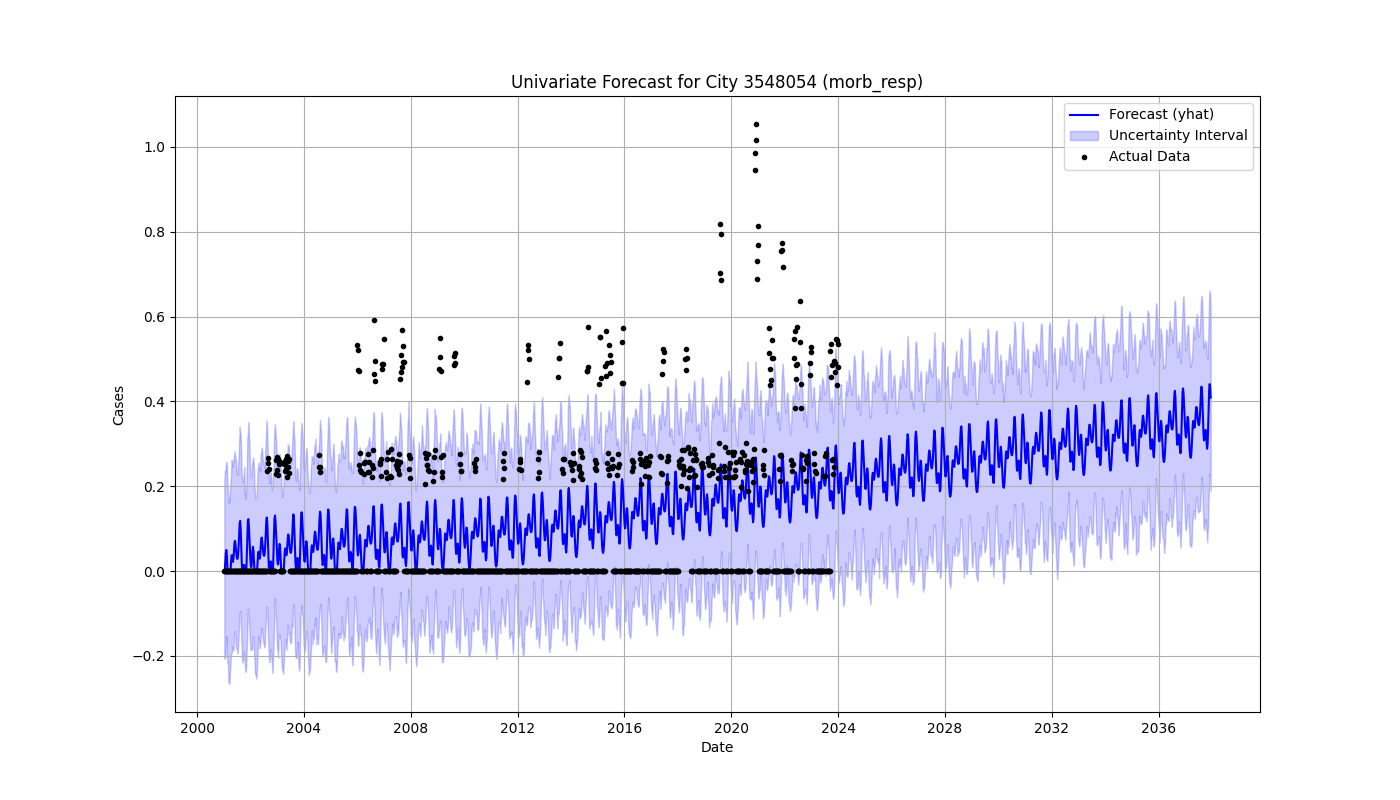 Univariate Forecast for City 3548054 (morb_resp)
Forecast (yhat)
Uncertainty Interval
Actual Data
1.0
0.8
0.6
0.4
0.2
0.0
−0.2
Cases
2000 2004 2008 2012 2016 2020 2024 2028 2032 2036
Date